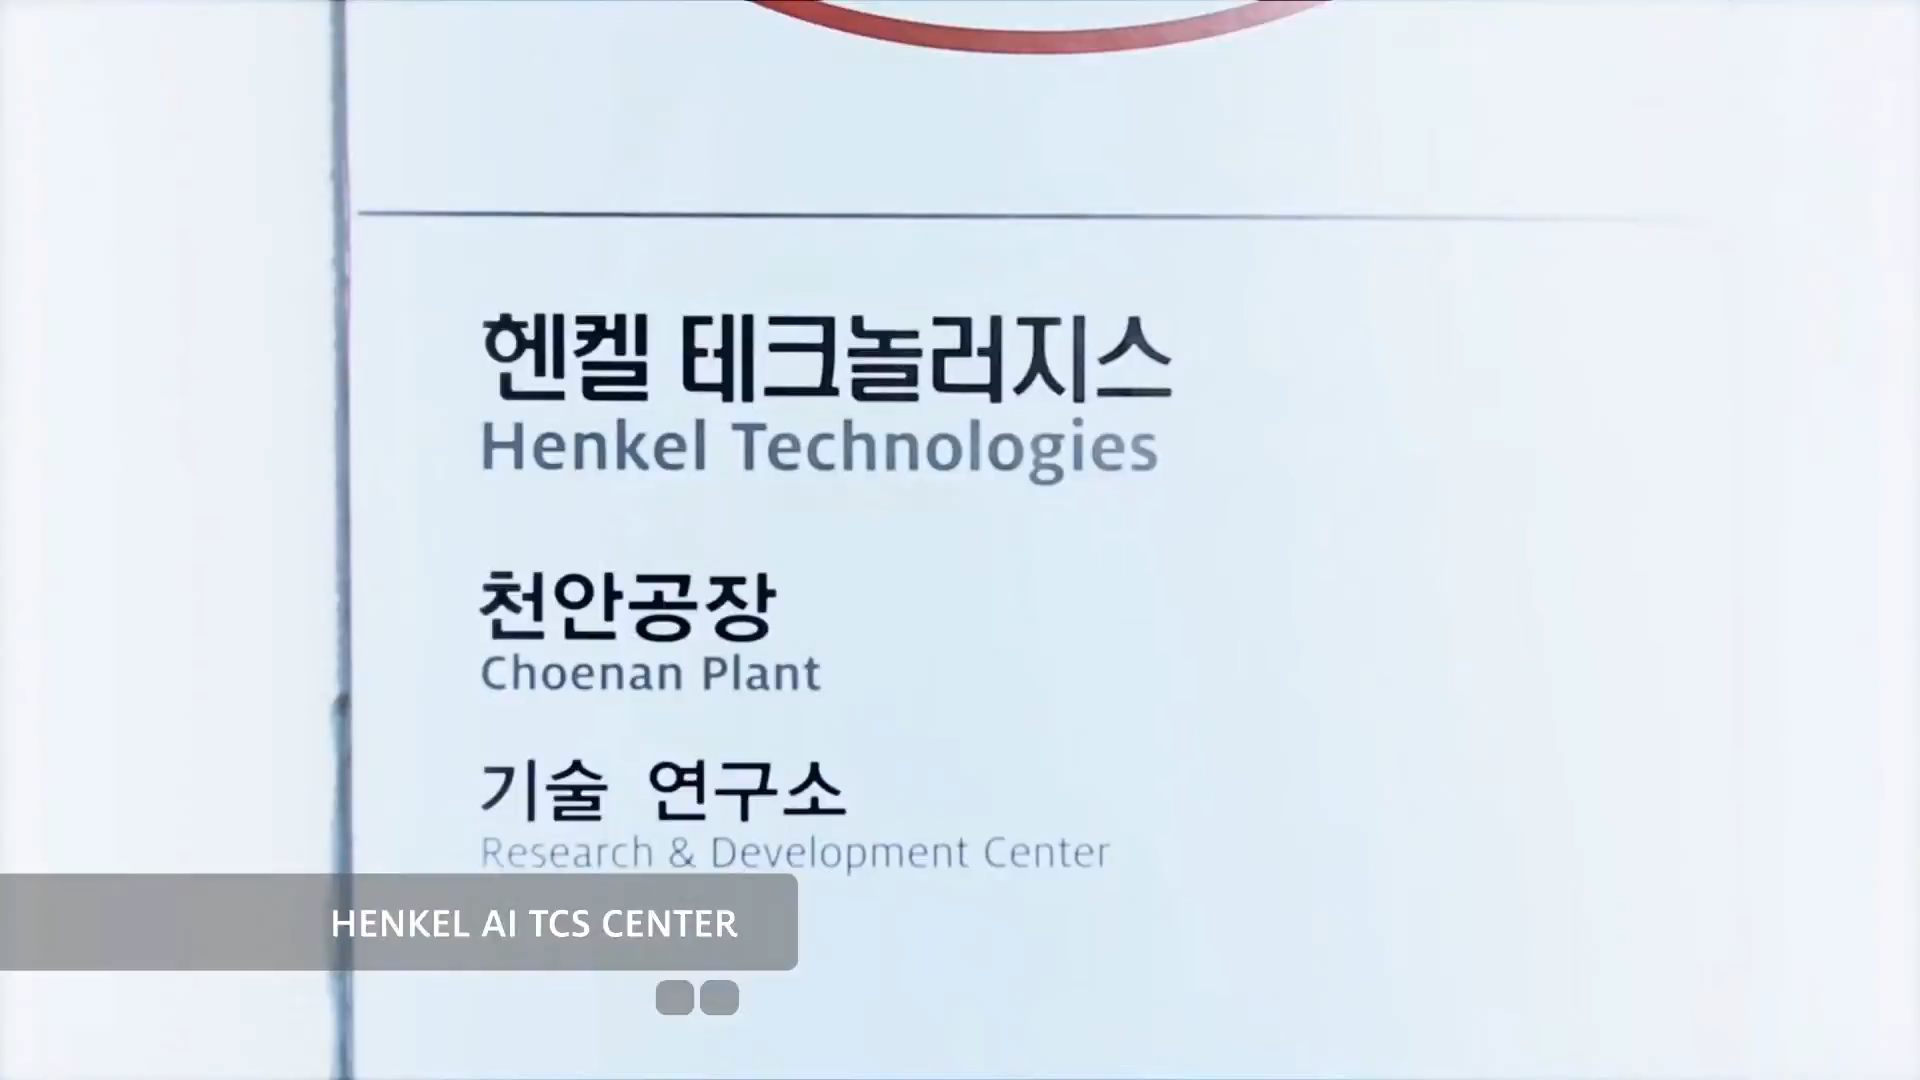 헨켈 테크놀러지스
Henkel Technologies
천안공장
Choenan Plant
기술 연구소
Research & Development Center
HENKEL AI TCS CENTER